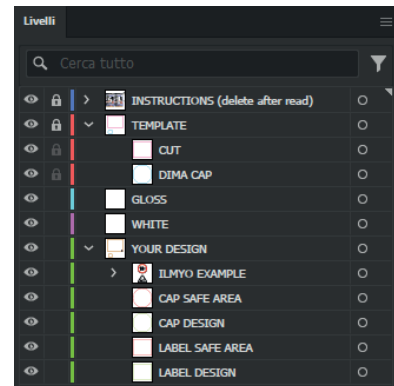 Livelli
Cerca tutto
INSTRUCTIONS (delete after read)
TEMPLATE
CUT
DIMA CAP
GLOSS
WHITE
YOUR DESIGN
ILMYO EXAMPLE
CAP SAFE AREA
CAP DESIGN
LABEL SAFE AREA
LABEL DESIGN